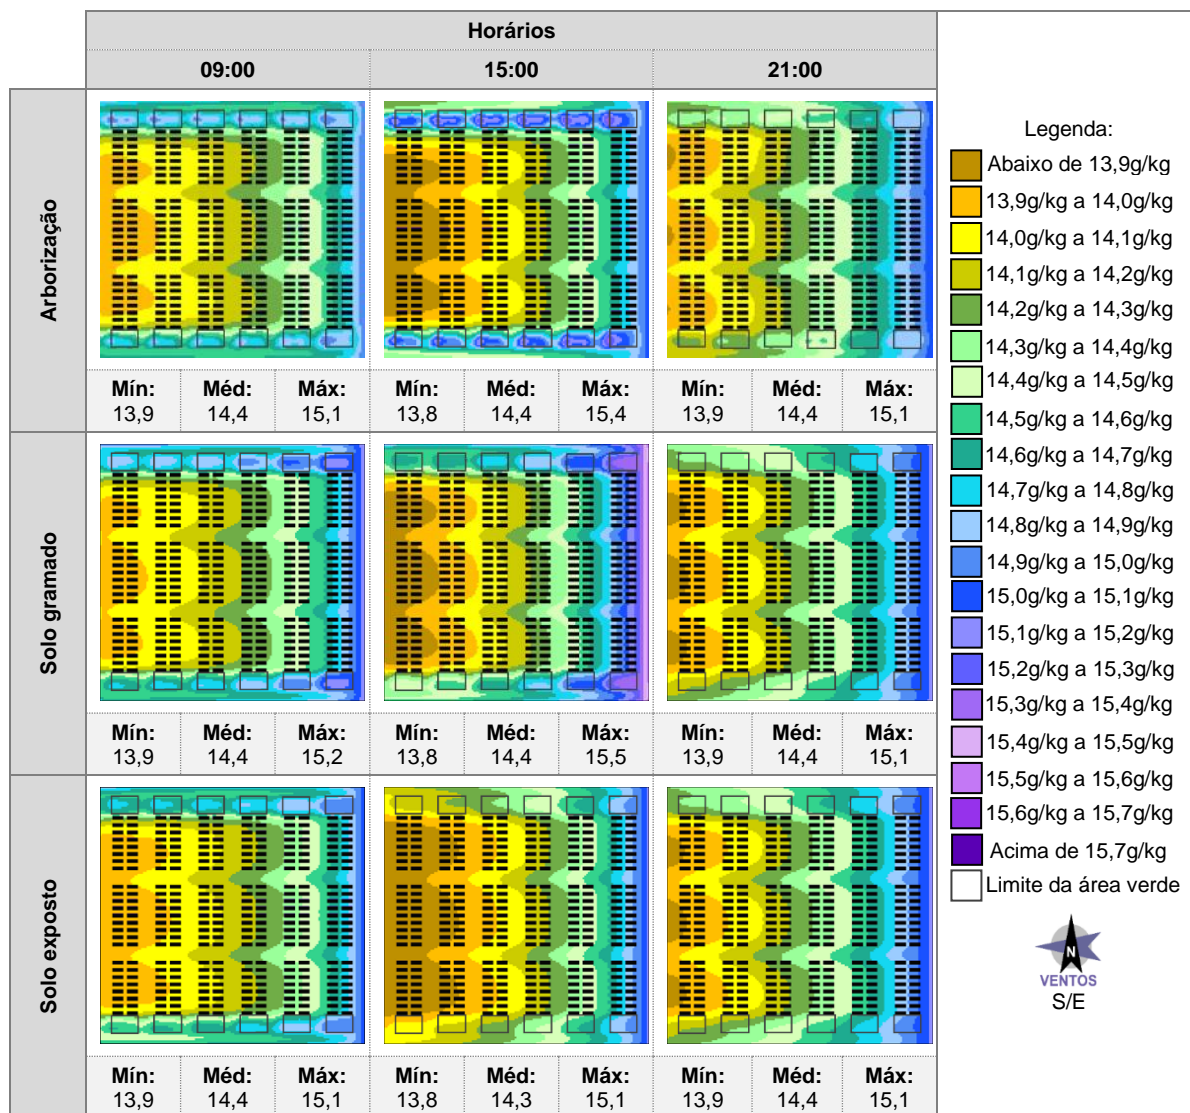 Horários
09:00 15:00 21:00
Arborização
Mín: Méd: Máx: Mín: Méd: Máx: Mín: Méd: Máx:
13,9 14,4 15,1 13,8 14,4 15,4 13,9 14,4 15,1
Solo gramado
Mín: Méd: Máx: Mín: Méd: Máx: Mín: Méd: Máx:
13,9 14,4 15,2 13,8 14,4 15,5 13,9 14,4 15,1
Solo exposto
Mín: Méd: Máx: Mín: Méd: Máx: Mín: Méd: Máx:
13,9 14,4 15,1 13,8 14,3 15,1 13,9 14,4 15,1
Legenda:
Abaixo de 13,9g/kg
13,9g/kg a 14,0g/kg
14,0g/kg a 14,1g/kg
14,1g/kg a 14,2g/kg
14,2g/kg a 14,3g/kg
14,3g/kg a 14,4g/kg
14,4g/kg a 14,5g/kg
14,5g/kg a 14,6g/kg
14,6g/kg a 14,7g/kg
14,7g/kg a 14,8g/kg
14,8g/kg a 14,9g/kg
14,9g/kg a 15,0g/kg
15,0g/kg a 15,1g/kg
15,1g/kg a 15,2g/kg
15,2g/kg a 15,3g/kg
15,3g/kg a 15,4g/kg
15,4g/kg a 15,5g/kg
15,5g/kg a 15,6g/kg
15,6g/kg a 15,7g/kg
Acima de 15,7g/kg
Limite da área verde
N
VENTOS
S/E